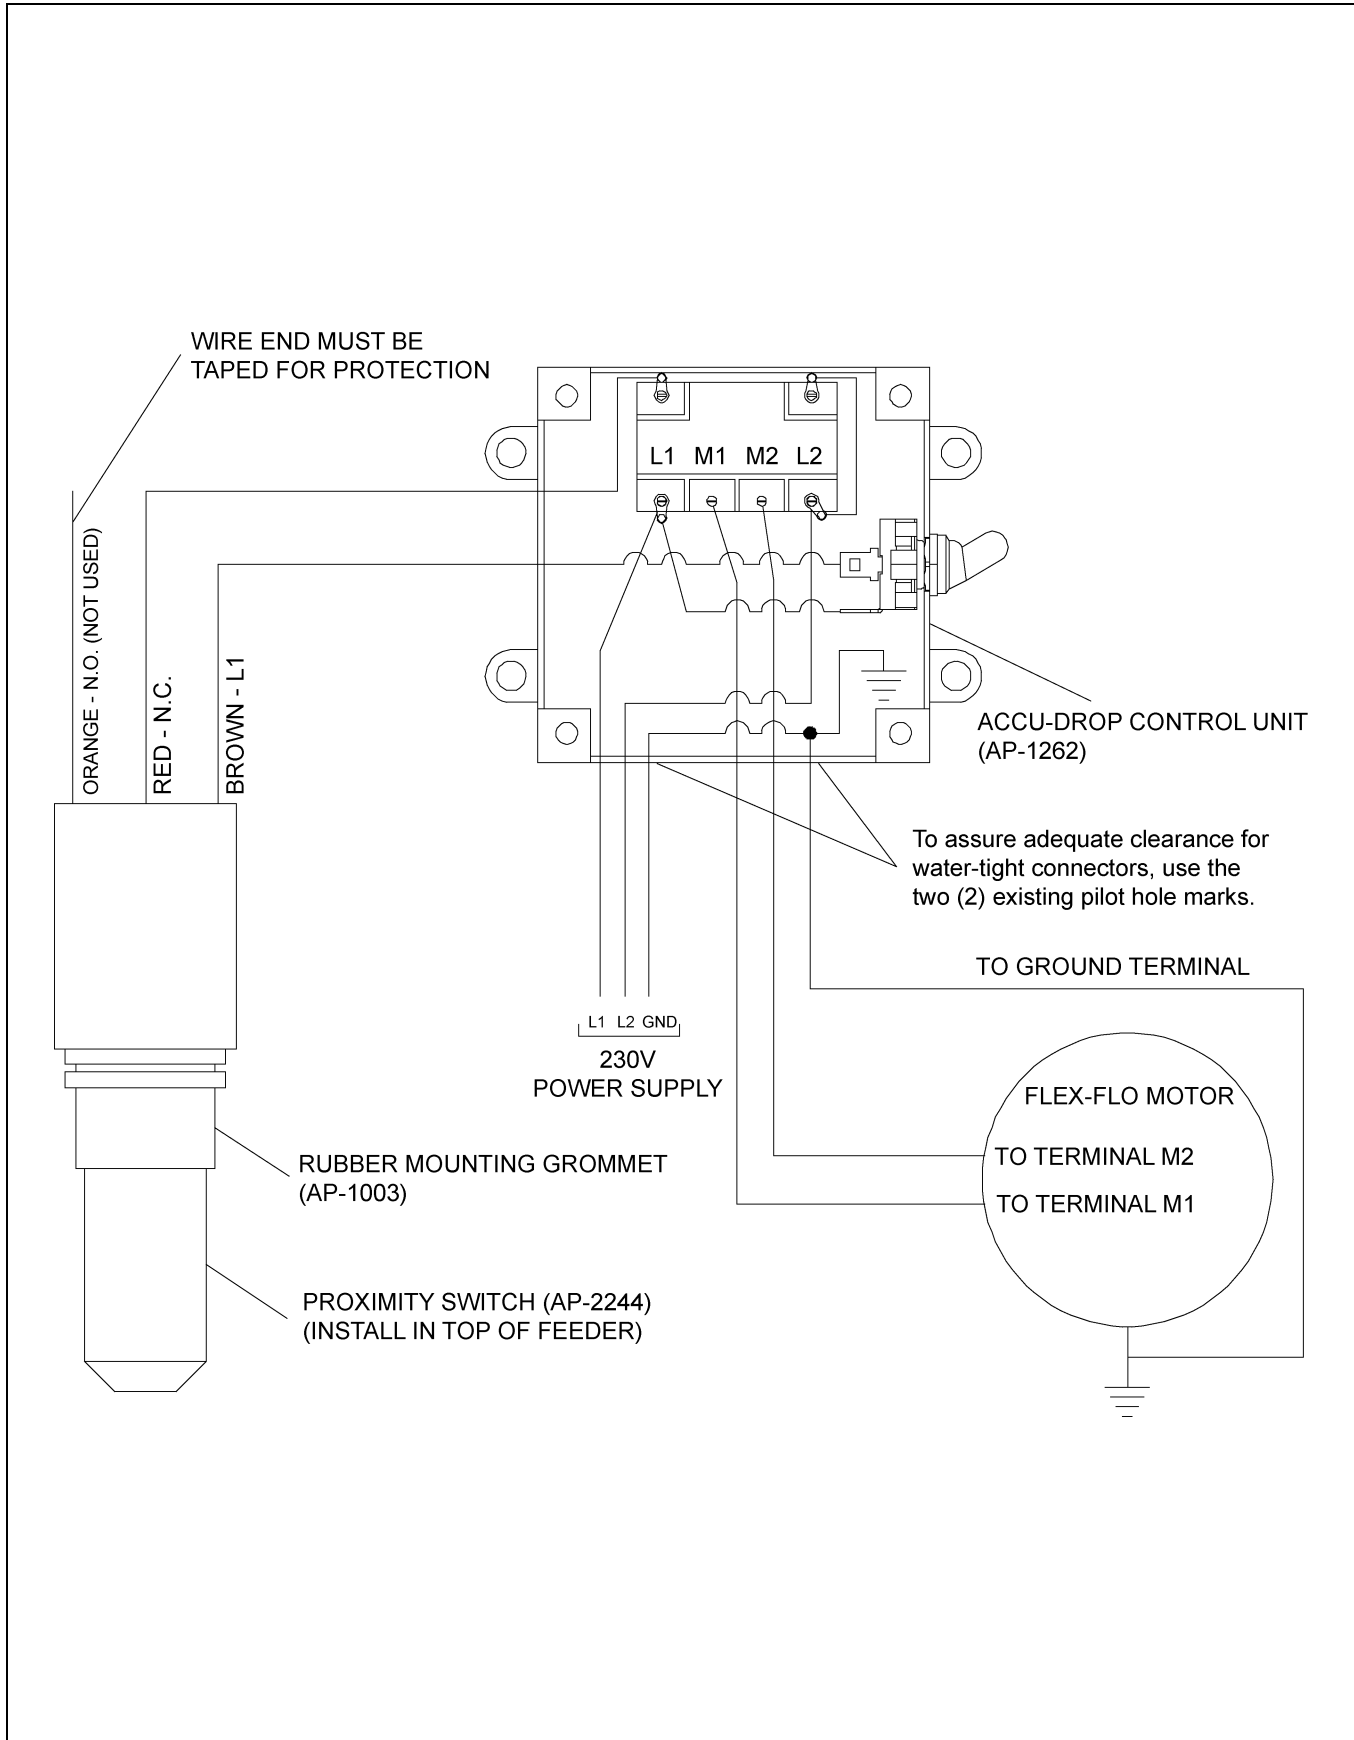 WIRE END MUST BE
TAPED FOR PROTECTION
L1 M1 M2 L2
ORANGE - N.O. (NOT USED)
RED - N.C.
BROWN - L1
ACCU-DROP CONTROL UNIT
(AP-1262)
To assure adequate clearance for
water-tight connectors, use the
two (2) existing pilot hole marks.
TO GROUND TERMINAL
L1 L2 GND
230V
POWER SUPPLY
FLEX-FLO MOTOR
TO TERMINAL M2
TO TERMINAL M1
RUBBER MOUNTING GROMMET
(AP-1003)
PROXIMITY SWITCH (AP-2244)
(INSTALL IN TOP OF FEEDER)